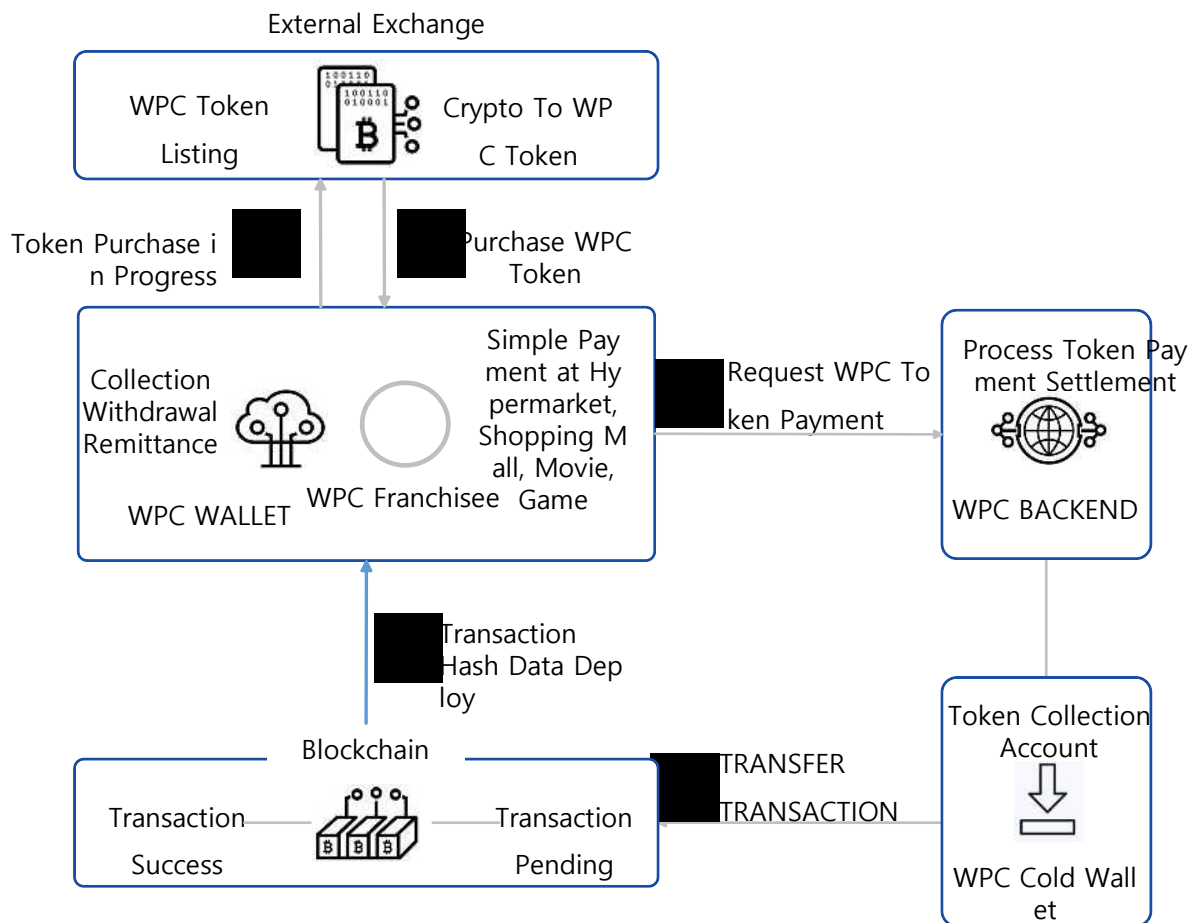 External Exchange
WPC Token
Listing
Crypto To WP
C Token
Token Purchase i
n Progress
Purchase WPC
Token
Collection
Withdrawal
Remittance
WPC WALLET
WPC Franchisee
Simple Pay
ment at Hy
permarket,
Shopping M
all, Movie,
Game
Request WPC To
ken Payment
Process Token Pay
ment Settlement
WPC BACKEND
Transaction
Hash Data Dep
loy
Blockchain
Transaction
Success
Transaction
Pending
TRANSFER
TRANSACTION
Token Collection
Account
WPC Cold Wall
et